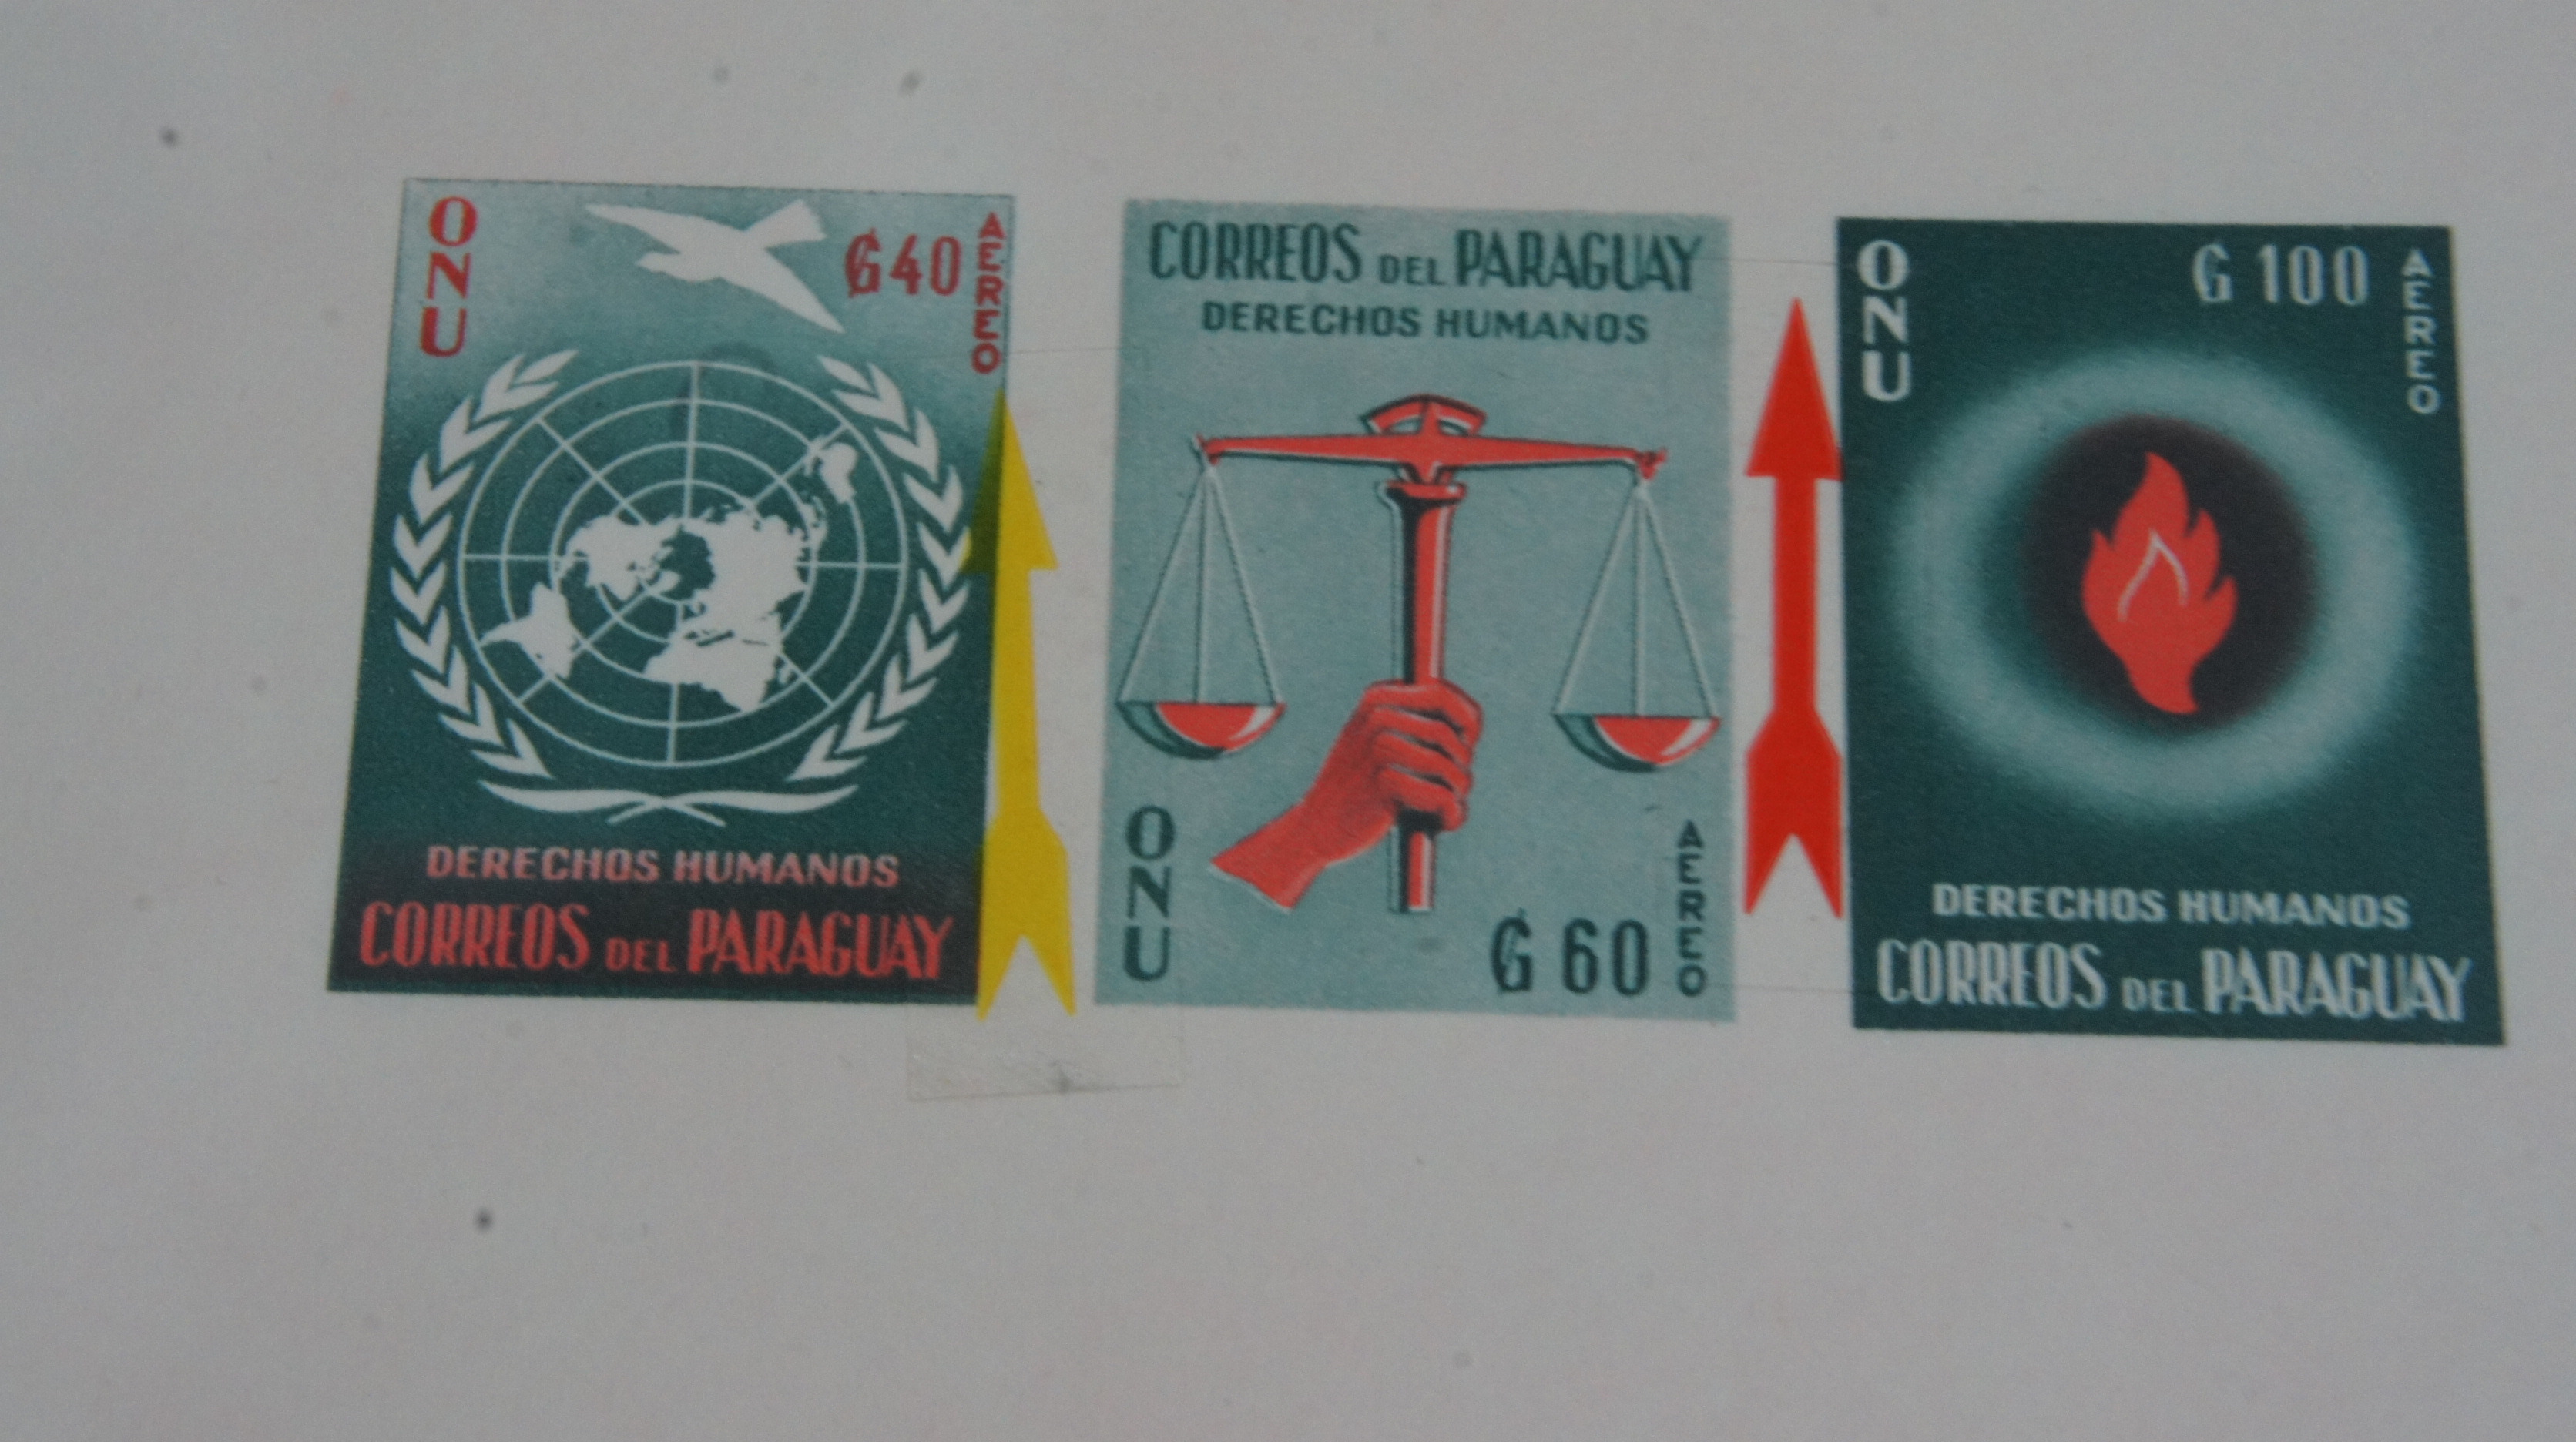 ONU
₲40
AEREO
DERECHOS HUMANOS
CORREOS DEL PARAGUAY
CORREOS DEL PARAGUAY
DERECHOS HUMANOS
ONU
₲ 60
AEREO
ONU
₲ 100
AEREO
DERECHOS HUMANOS
CORREOS DEL PARAGUAY